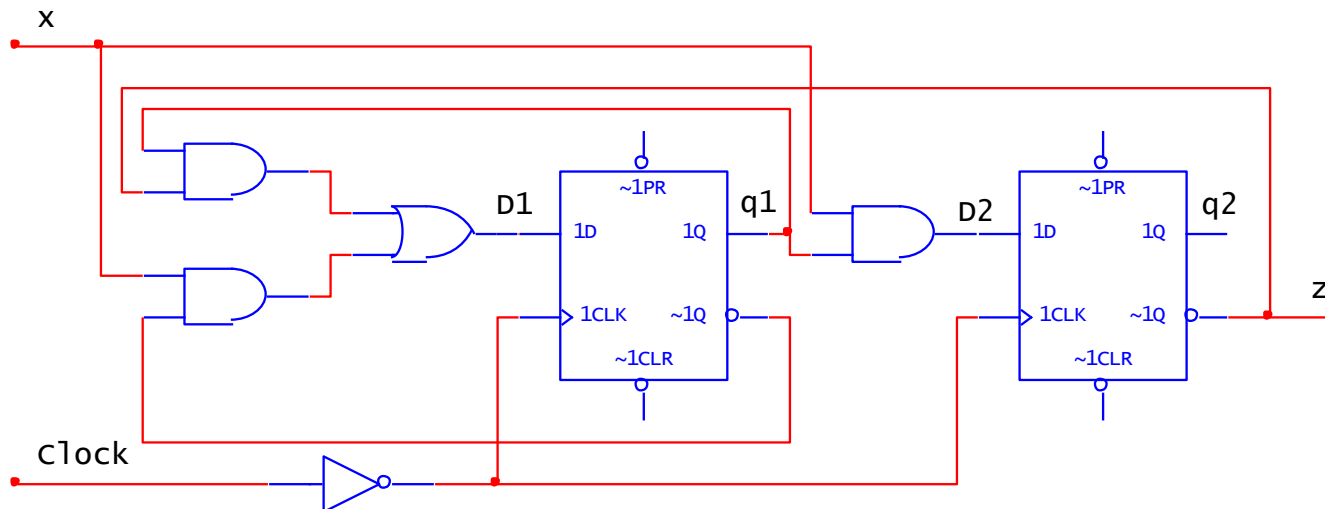 x
D1
~1PR
1D
1Q
1CLK
~1Q
~1CLR
q1
D2
~1PR
1D
1Q
1CLK
~1Q
~1CLR
q2
z
Clock